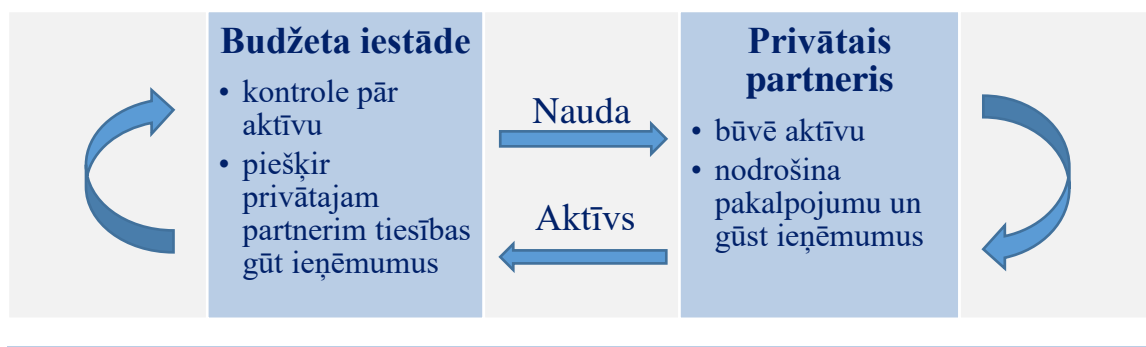 Budžeta iestāde
• kontrole pār
aktīvu
• piešķir
privātajam
partnerim tiesības
gūt ieņēmumus
Nauda
Aktīvs
Privātais
partneris
• būvē aktīvu
• nodrošina
pakalpojumu un
gūst ieņēmumus